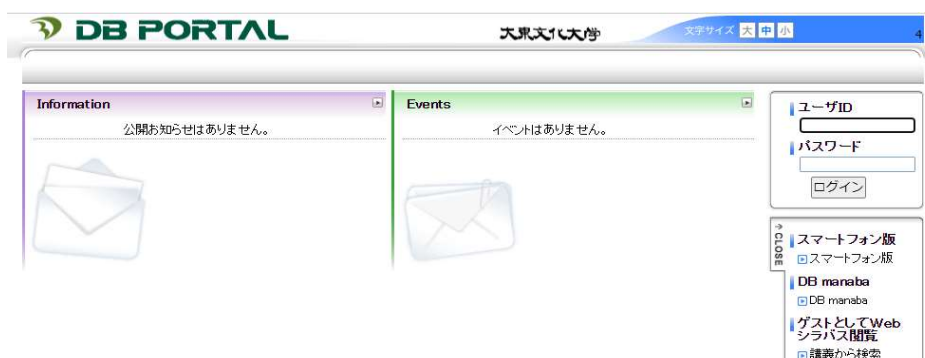 DB PORTAL
大東文化大学
文字サイズ 大 中 小
4
Information
公開お知らせはありません。
Events
イベントはありません。
ユーザID
パスワード
ログイン
↑CLOSE
スマートフォン版
スマートフォン版
DB manaba
DB manaba
ゲストとしてWeb
シラバス閲覧
講義から検索